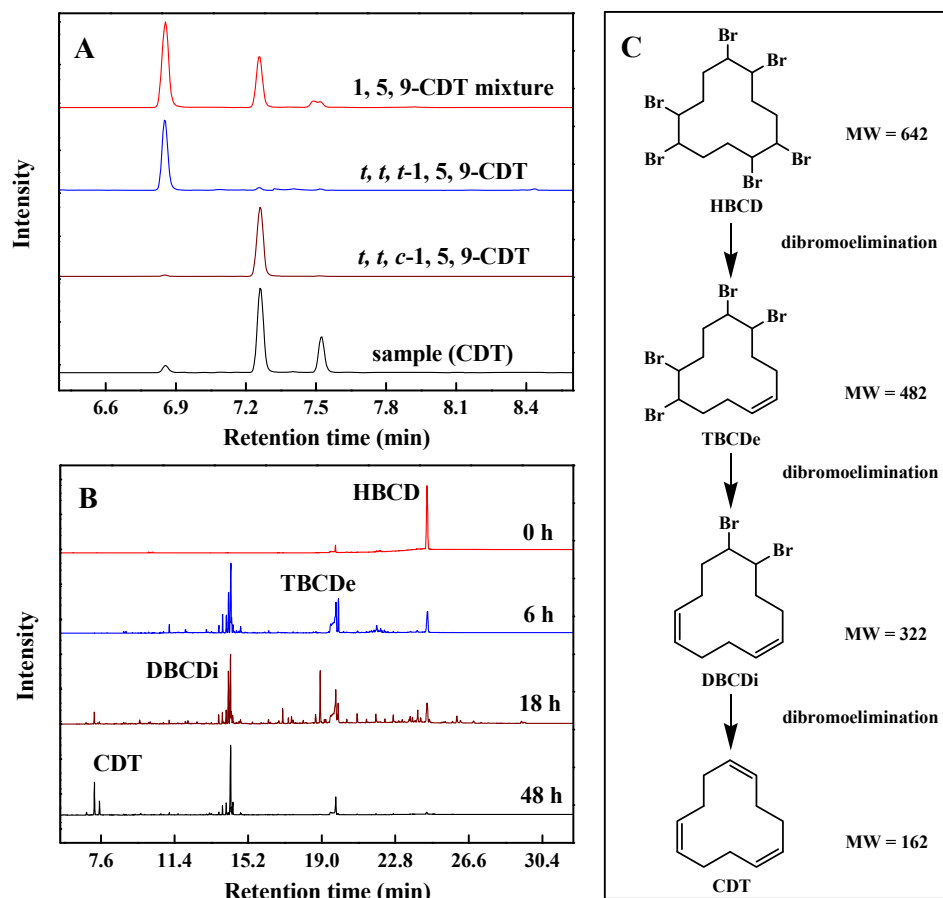 A
1, 5, 9-CDT mixture
t, t, t-1, 5, 9-CDT
t, t, c-1, 5, 9-CDT
sample (CDT)
Intensity
6.6 6.9 7.2 7.5 7.8 8.1 8.4
Retention time (min)
B
HBCD
0 h
TBCDe
6 h
DBCDi
18 h
CDT
48 h
Intensity
7.6 11.4 15.2 19.0 22.8 26.6 30.4
Retention time (min)
C
Br
Br
Br
Br
Br
Br
HBCD
MW = 642
dibromoelimination
Br
Br
Br
Br
TBCDe
MW = 482
dibromoelimination
Br
Br
DBCDi
MW = 322
dibromoelimination
CDT
MW = 162